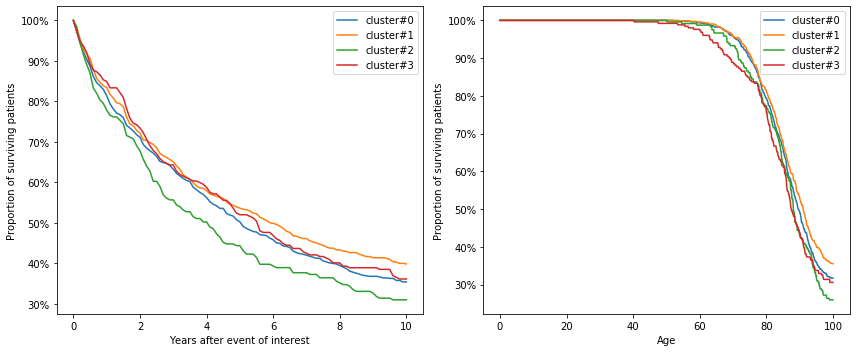 100%
90%
80%
70%
60%
50%
40%
30%
Proportion of surviving patients
0
2
4
6
8
10
Years after event of interest
cluster#0
cluster#1
cluster#2
cluster#3
100%
90%
80%
70%
60%
50%
40%
30%
Proportion of surviving patients
0
20
40
60
80
100
Age
cluster#0
cluster#1
cluster#2
cluster#3